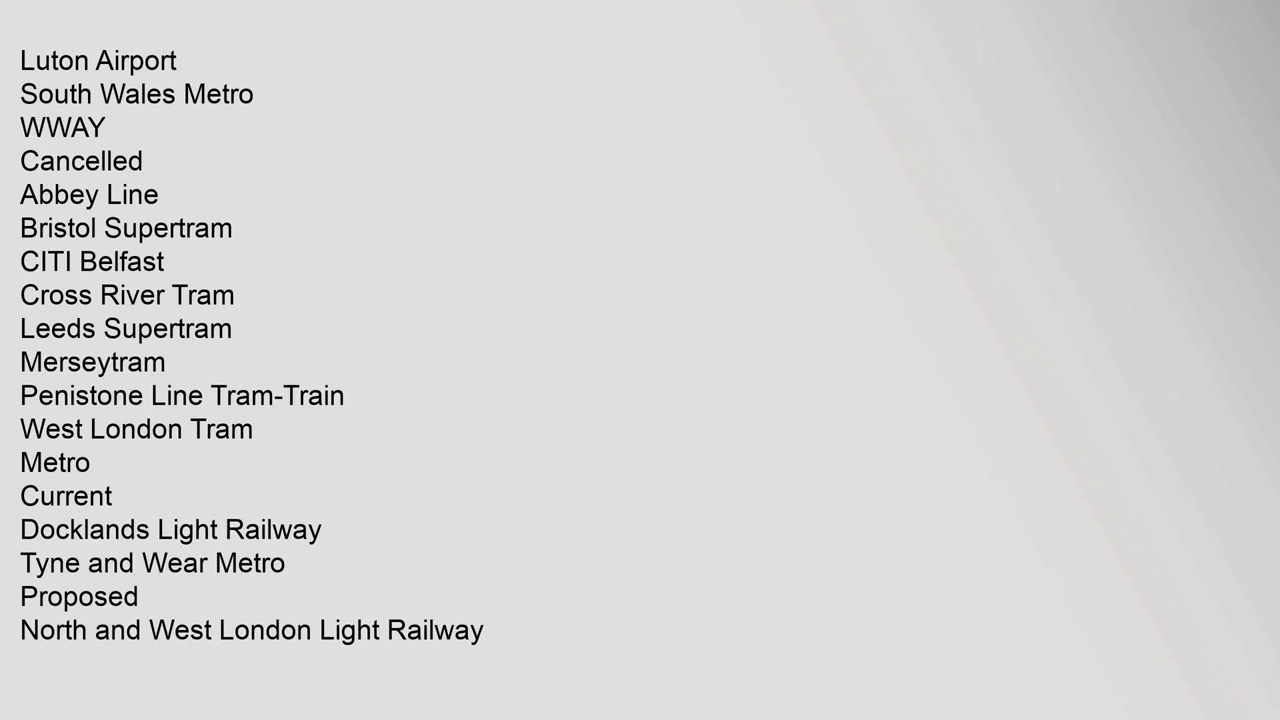 Luton Airport
South Wales Metro
WWAY
Cancelled
Abbey Line
Bristol Supertram
CITI Belfast
Cross River Tram
Leeds Supertram
Merseytram
Penistone Line Tram-Train
West London Tram
Metro
Current
Docklands Light Railway
Tyne and Wear Metro
Proposed
North and West London Light Railway